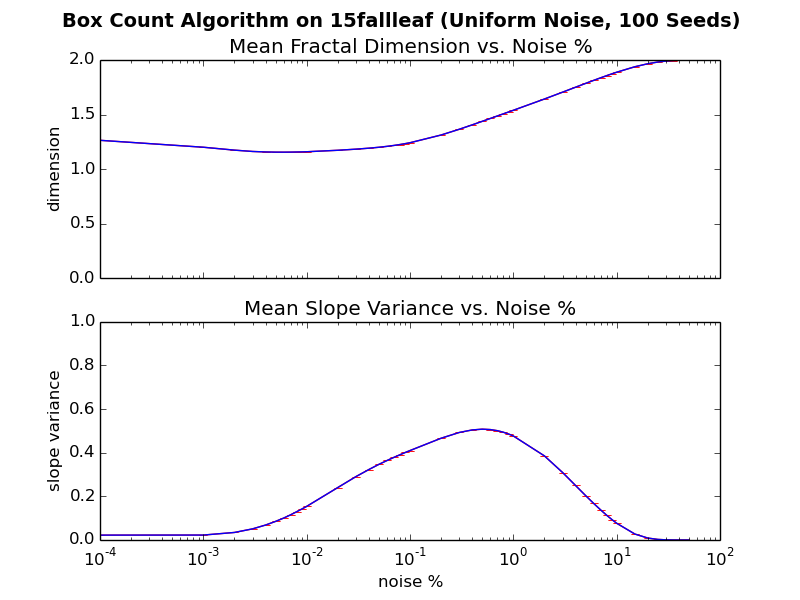 Box Count Algorithm on 15fallleaf (Uniform Noise, 100 Seeds)
Mean Fractal Dimension vs. Noise %
2.0
1.5
1.0
0.5
0.0
dimension
Mean Slope Variance vs. Noise %
1.0
0.8
0.6
0.4
0.2
0.0
slope variance
10^-4 10^-3 10^-2 10^-1 10^0 10^1 10^2
noise %